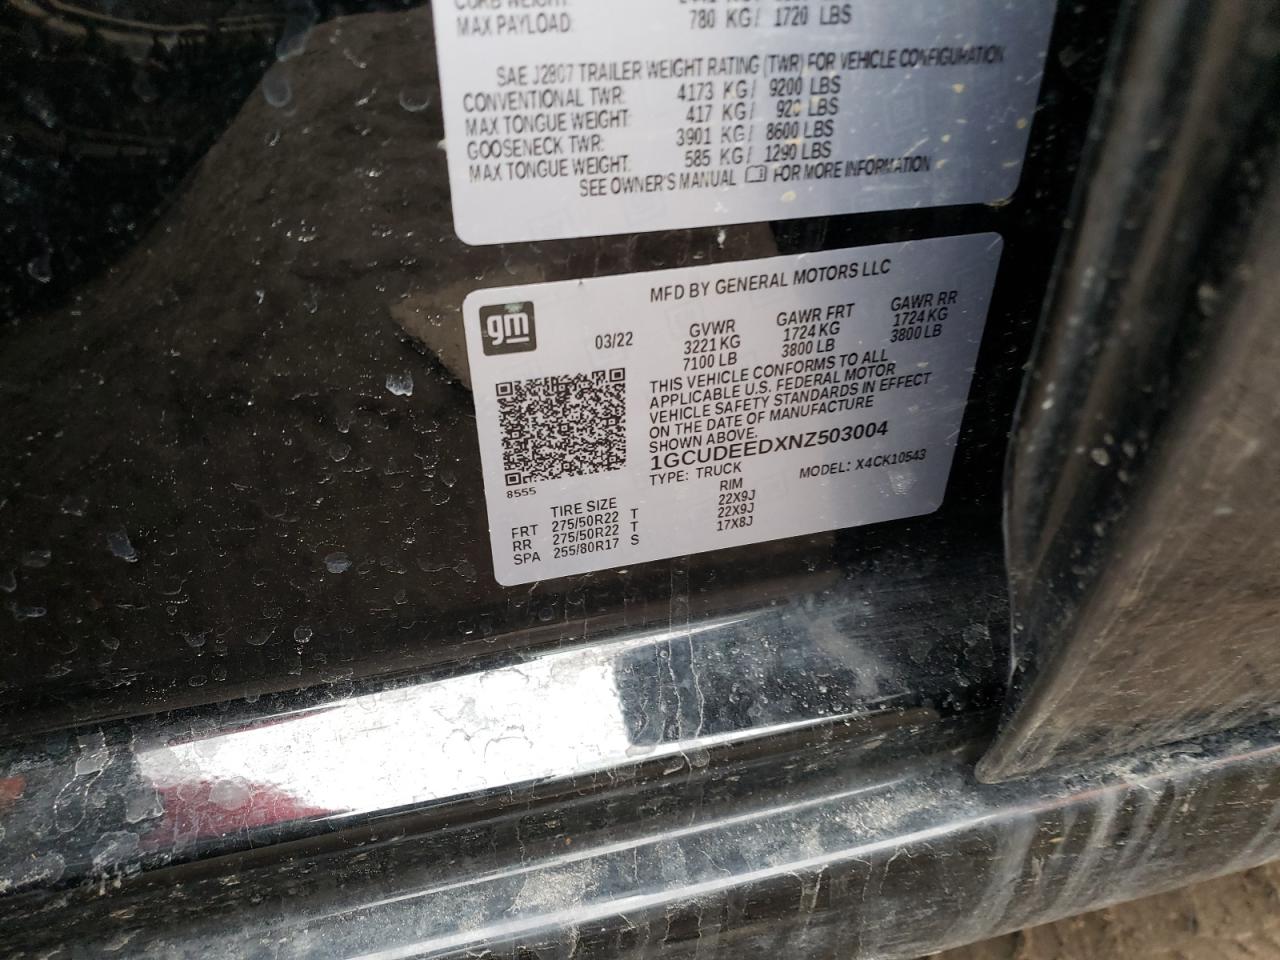 MAX PAYLOAD: 780 KG/ 1720 LBS
SAE J2807 TRAILER WEIGHT RATING (TWR) FOR VEHICLE CONFIGURATION
CONVENTIONAL TWR: 4173 KG/ 9200 LBS
MAX TONGUE WEIGHT: 417 KG/ 920 LBS
GOOSENECK TWR: 3901 KG/ 8600 LBS
MAX TONGUE WEIGHT: 585 KG/ 1290 LBS
SEE OWNER'S MANUAL FOR MORE INFORMATION
MFD BY GENERAL MOTORS LLC
gm
03/22
GVWR GAWR FRT GAWR RR
3221 KG 1724 KG 1724 KG
7100 LB 3800 LB 3800 LB
THIS VEHICLE CONFORMS TO ALL
APPLICABLE U.S. FEDERAL MOTOR
VEHICLE SAFETY STANDARDS IN EFFECT
ON THE DATE OF MANUFACTURE
SHOWN ABOVE.
1GCUDEEDXNZ503004
TYPE: TRUCK MODEL: X4CK10543
8555
TIRE SIZE RIM
FRT 275/50R22 T 22X9J
RR 275/50R22 T 22X9J
SPA 255/80R17 S 17X8J